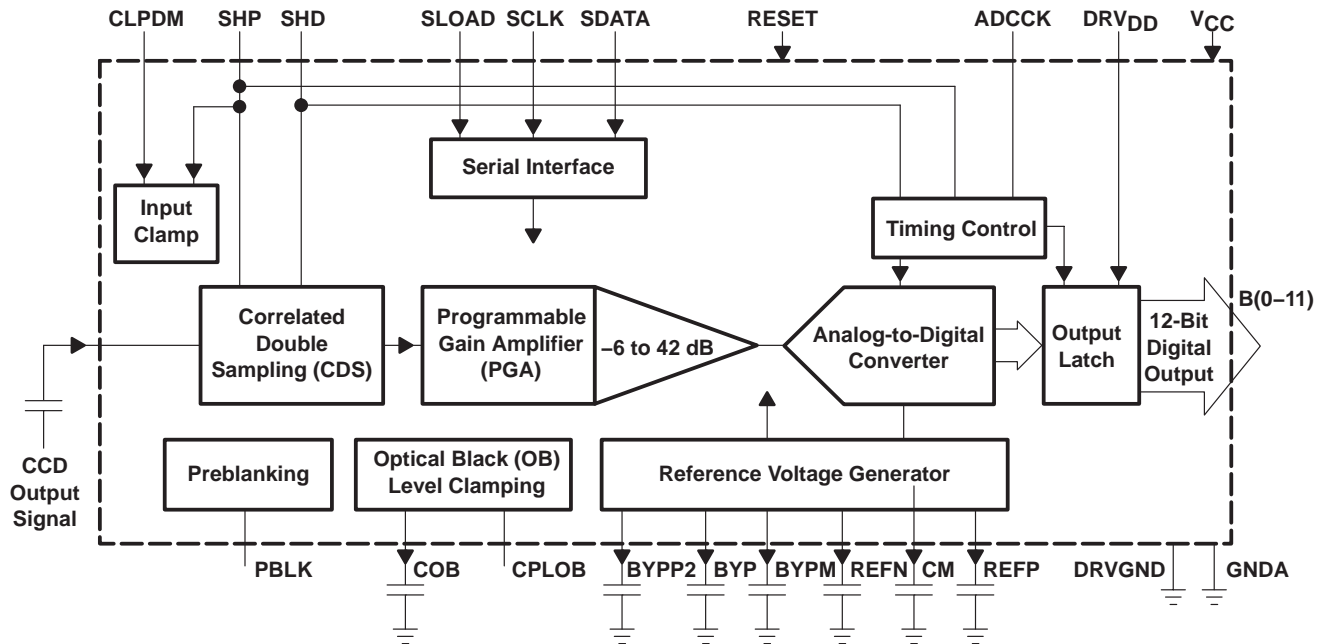 CLPDM SHP SHD SLOAD SCLK SDATA RESET ADCCK DRVDD VCC
Serial Interface
Input
Clamp
Timing Control
B(0–11)
Correlated
Double
Sampling (CDS)
Programmable
Gain Amplifier
(PGA)
–6 to 42 dB
Analog-to-Digital
Converter
Output
Latch
12-Bit
Digital
Output
CCD
Output
Signal
Preblanking
Optical Black (OB)
Level Clamping
Reference Voltage Generator
PBLK COB CPLOB BYPP2 BYP BYPM REFN CM REFP DRVGND GNDA